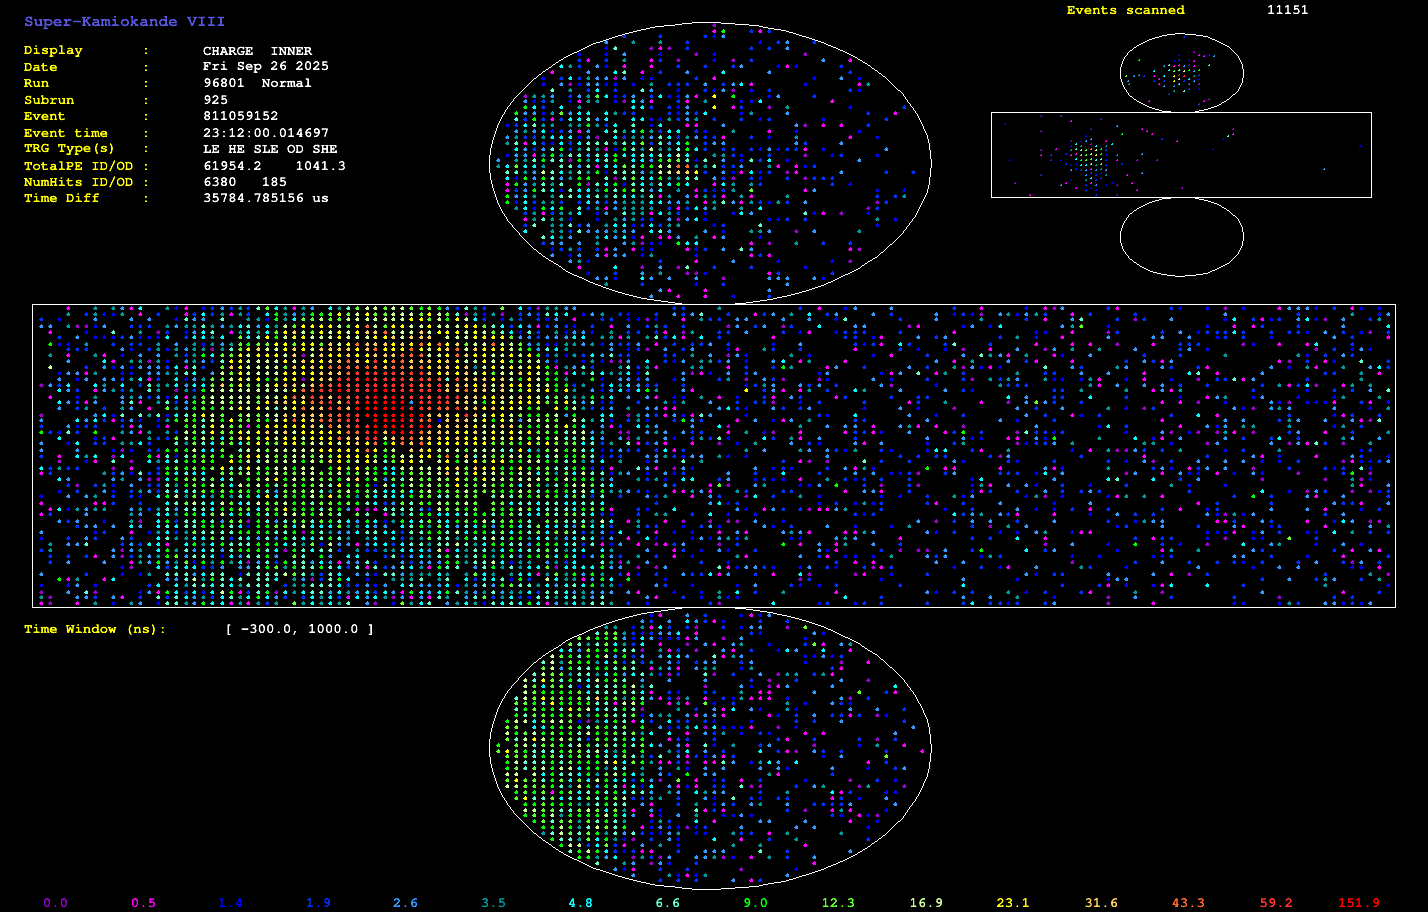 Super-Kamiokande VIII
Events scanned 11151
Display : CHARGE INNER
Date : Fri Sep 26 2025
Run : 96801 Normal
Subrun : 925
Event : 811059152
Event time : 23:12:00.014697
TRG Type(s) : LE HE SLE OD SHE
TotalPE ID/OD : 61954.2 1041.3
NumHits ID/OD : 6380 185
Time Diff : 35784.785156 us
Time Window (ns): [ -300.0, 1000.0 ]
0.0 0.5 1.4 1.9 2.6 3.5 4.8 6.6 9.0 12.3 16.9 23.1 31.6 43.3 59.2 151.9